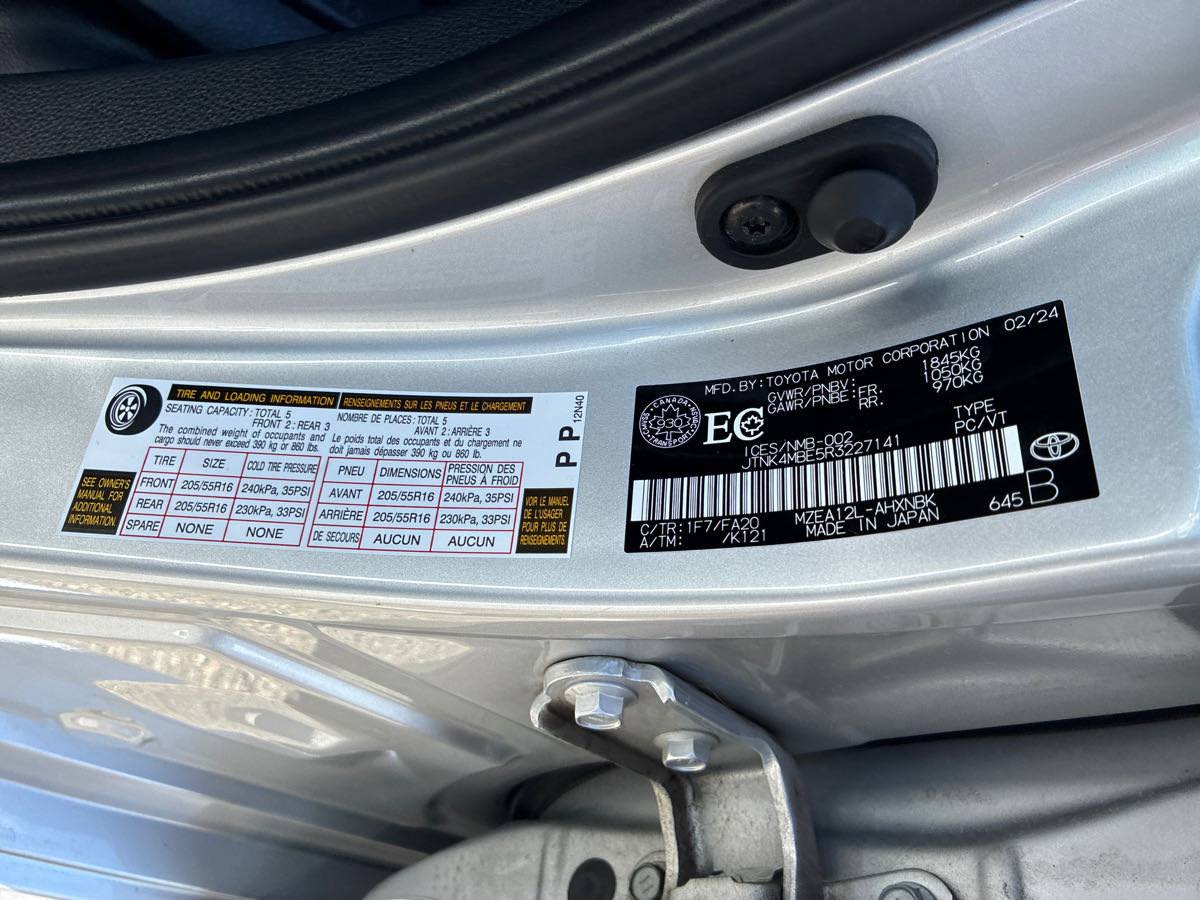 TIRE AND LOADING INFORMATION RENSEIGNEMENTS SUR LES PNEUS ET LE CHARGEMENT
SEATING CAPACITY: TOTAL 5
FRONT 2 : REAR 3
NOMBRE DE PLACES: TOTAL 5
AVANT 2 : ARRIÈRE 3
The combined weight of occupants and
cargo should never exceed 390 kg or 860 lbs.
Le poids total des occupants et du chargement ne
doit jamais dépasser 390 kg ou 860 lb.
P P 12N40
SEE OWNER'S
MANUAL FOR
ADDITIONAL
INFORMATION
TIRE SIZE COLD TIRE PRESSURE
FRONT 205/55R16 240kPa, 35PSI
REAR 205/55R16 230kPa, 33PSI
SPARE NONE NONE
PNEU DIMENSIONS PRESSION DES PNEUS À FROID
AVANT 205/55R16 240kPa, 35PSI
ARRIÈRE 205/55R16 230kPa, 33PSI
DE SECOURS AUCUN AUCUN
VOIR LE MANUEL
DE L'USAGER
POUR PLUS DE
RENSEIGNEMENTS.
MFD.BY:TOYOTA MOTOR CORPORATION 02/24
GVWR/PNBV: 1845KG
GAWR/PNBE:FR: 1050KG
RR: 970KG
CANADA
930
TRANSPORTS
EC
ICES/NMB-002
JTNK4MBE5R3227141
TYPE
PC/VT
TOYOTA
C/TR:1F7/FA20 MZEA12L-AHXNBK 645 B
A/TM: /K121 MADE IN JAPAN